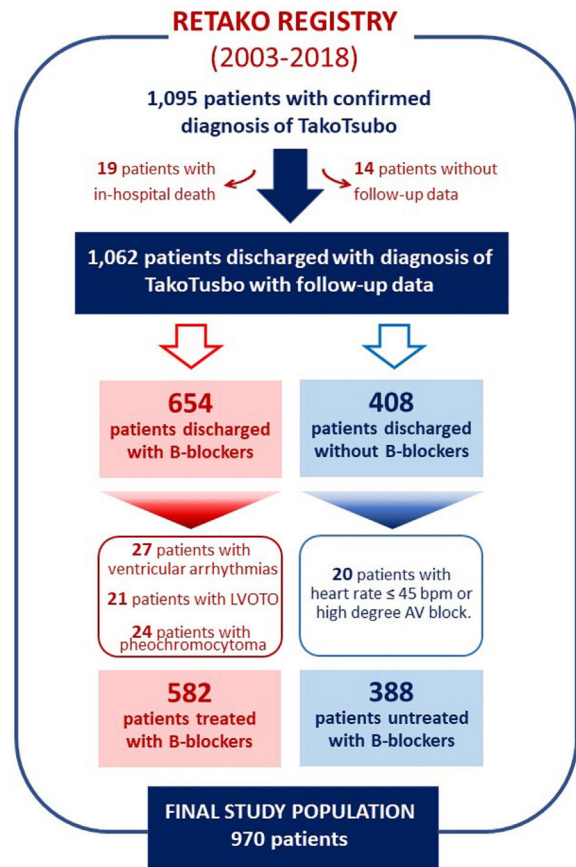 RETAKO REGISTRY
(2003-2018)
1,095 patients with confirmed
diagnosis of TakoTsubo
19 patients with
in-hospital death
14 patients without
follow-up data
1,062 patients discharged with diagnosis of
TakoTusbo with follow-up data
654
patients discharged
with B-blockers
408
patients discharged
without B-blockers
27 patients with
ventricular arrhythmias
21 patients with LVOTO
24 patients with
pheochromocytoma
20 patients with
heart rate ≤ 45 bpm or
high degree AV block.
582
patients treated
with B-blockers
388
patients untreated
with B-blockers
FINAL STUDY POPULATION
970 patients